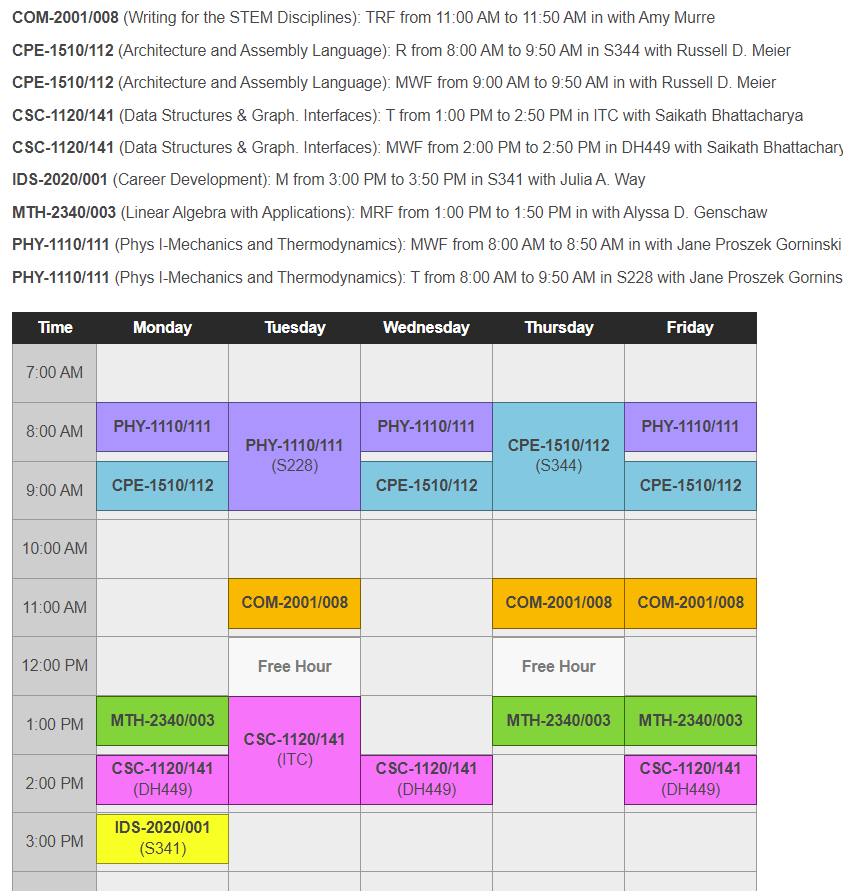 COM-2001/008 (Writing for the STEM Disciplines): TRF from 11:00 AM to 11:50 AM in with Amy Murre
CPE-1510/112 (Architecture and Assembly Language): R from 8:00 AM to 9:50 AM in S344 with Russell D. Meier
CPE-1510/112 (Architecture and Assembly Language): MWF from 9:00 AM to 9:50 AM in with Russell D. Meier
CSC-1120/141 (Data Structures & Graph. Interfaces): T from 1:00 PM to 2:50 PM in ITC with Saikath Bhattacharya
CSC-1120/141 (Data Structures & Graph. Interfaces): MWF from 2:00 PM to 2:50 PM in DH449 with Saikath Bhattachary
IDS-2020/001 (Career Development): M from 3:00 PM to 3:50 PM in S341 with Julia A. Way
MTH-2340/003 (Linear Algebra with Applications): MRF from 1:00 PM to 1:50 PM in with Alyssa D. Genschaw
PHY-1110/111 (Phys I-Mechanics and Thermodynamics): MWF from 8:00 AM to 8:50 AM in with Jane Proszek Gorninski
PHY-1110/111 (Phys I-Mechanics and Thermodynamics): T from 8:00 AM to 9:50 AM in S228 with Jane Proszek Gornins
Time Monday Tuesday Wednesday Thursday Friday
7:00 AM
8:00 AM PHY-1110/111 PHY-1110/111 PHY-1110/111 CPE-1510/112 PHY-1110/111
(S228) (S344)
9:00 AM CPE-1510/112 CPE-1510/112 CPE-1510/112
10:00 AM
11:00 AM COM-2001/008 COM-2001/008 COM-2001/008
12:00 PM Free Hour Free Hour
1:00 PM MTH-2340/003 CSC-1120/141 MTH-2340/003 MTH-2340/003
(ITC)
2:00 PM CSC-1120/141 CSC-1120/141 CSC-1120/141
(DH449) (DH449) (DH449)
3:00 PM IDS-2020/001
(S341)